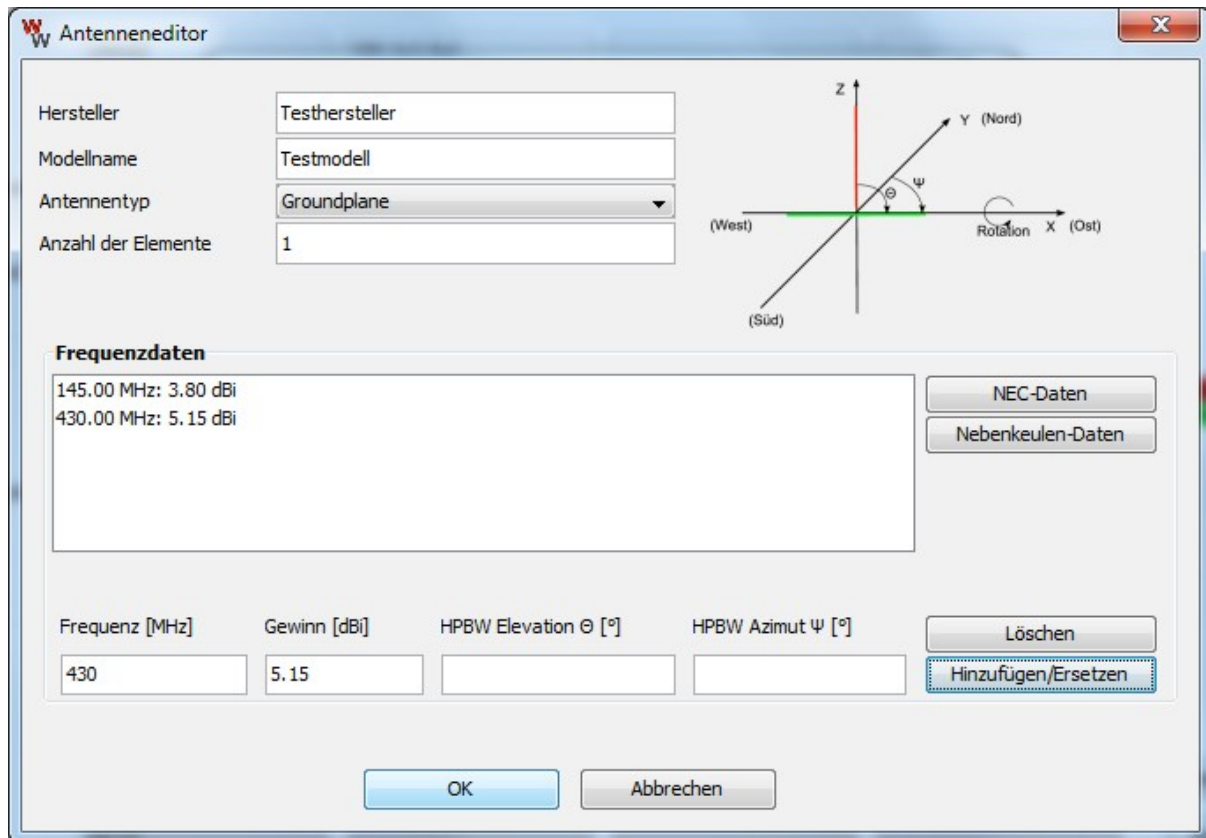 Antenneneditor
Hersteller
Testhersteller
Modellname
Testmodell
Antennentyp
Groundplane
Anzahl der Elemente
1
Z
Y (Nord)
Θ
Ψ
(West)
Rotation
X (Ost)
(Süd)
Frequenzdaten
145.00 MHz: 3.80 dBi
430.00 MHz: 5.15 dBi
NEC-Daten
Nebenkeulen-Daten
Frequenz [MHz]
Gewinn [dBi]
HPBW Elevation Θ [°]
HPBW Azimut Ψ [°]
Löschen
430
5.15
Hinzufügen/Ersetzen
OK
Abbrechen